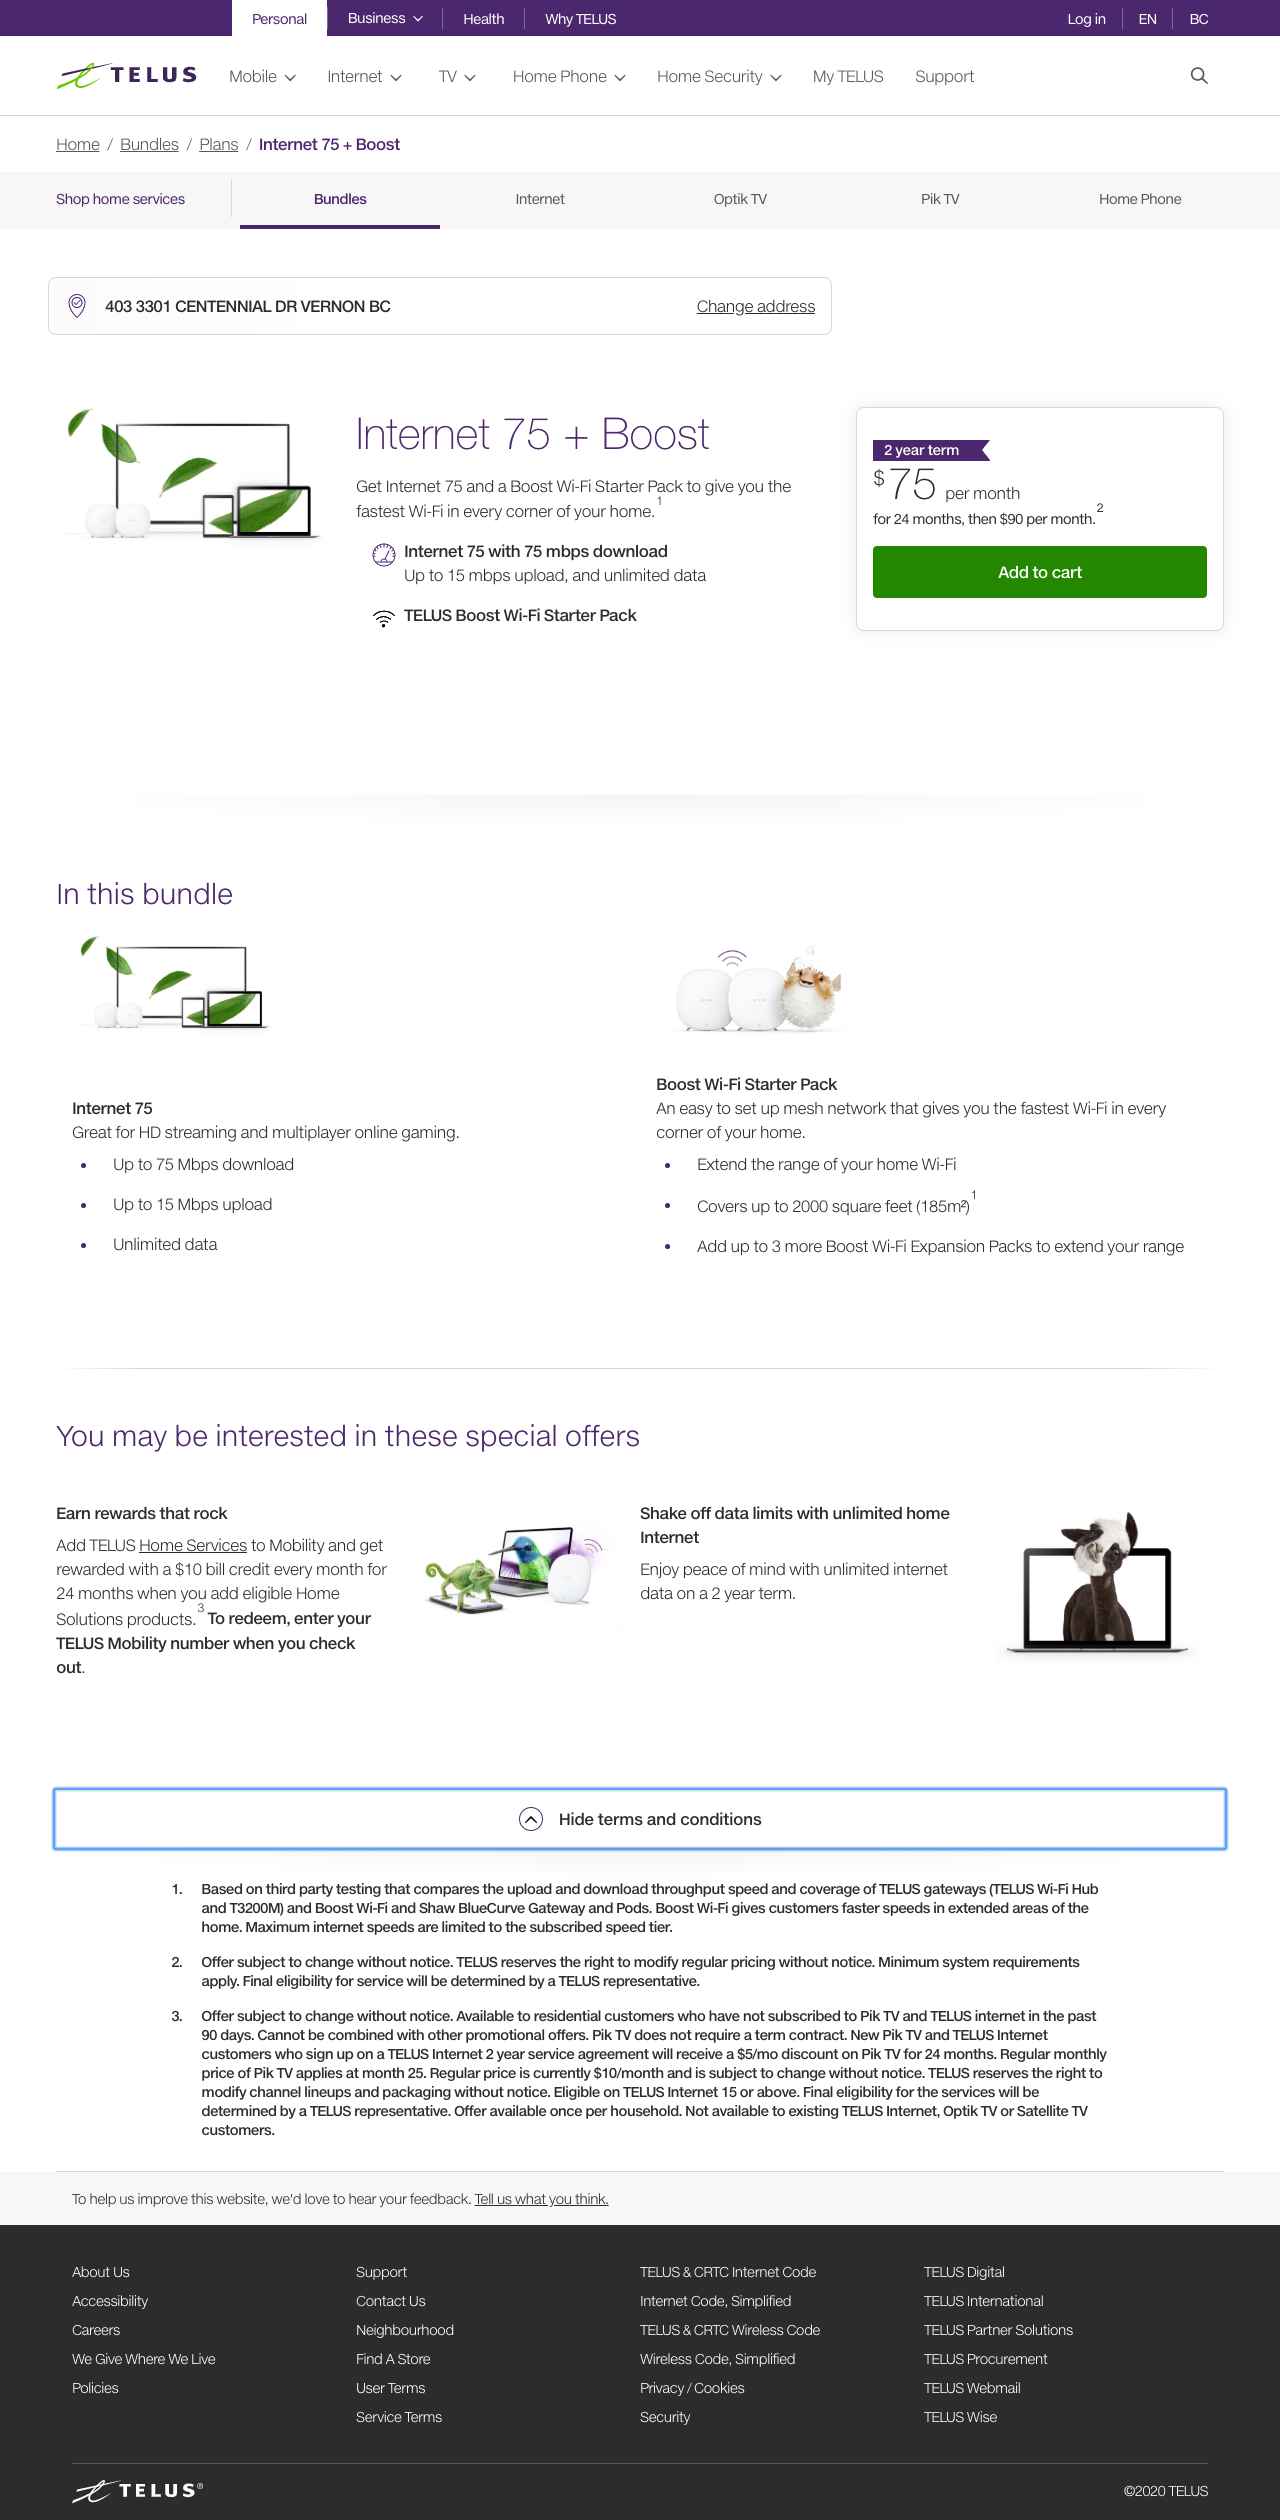 Personal
Business
Health
Why TELUS
Log in
EN
BC
TELUS
Mobile
Internet
TV
Home Phone
Home Security
My TELUS
Support
Home / Bundles / Plans / Internet 75 + Boost
Shop home services
Bundles
Internet
Optik TV
Pik TV
Home Phone
403 3301 CENTENNIAL DR VERNON BC
Change address
Internet 75 + Boost
Get Internet 75 and a Boost Wi-Fi Starter Pack to give you the
fastest Wi-Fi in every corner of your home.1
Internet 75 with 75 mbps download
Up to 15 mbps upload, and unlimited data
TELUS Boost Wi-Fi Starter Pack
2 year term
$75 per month
for 24 months, then $90 per month.2
Add to cart
In this bundle
Internet 75
Great for HD streaming and multiplayer online gaming.
• Up to 75 Mbps download
• Up to 15 Mbps upload
• Unlimited data
Boost Wi-Fi Starter Pack
An easy to set up mesh network that gives you the fastest Wi-Fi in every
corner of your home.
• Extend the range of your home Wi-Fi
• Covers up to 2000 square feet (185m²)1
• Add up to 3 more Boost Wi-Fi Expansion Packs to extend your range
You may be interested in these special offers
Earn rewards that rock
Add TELUS Home Services to Mobility and get
rewarded with a $10 bill credit every month for
24 months when you add eligible Home
Solutions products.3 To redeem, enter your
TELUS Mobility number when you check
out.
Shake off data limits with unlimited home
Internet
Enjoy peace of mind with unlimited internet
data on a 2 year term.
Hide terms and conditions
1. Based on third party testing that compares the upload and download throughput speed and coverage of TELUS gateways (TELUS Wi-Fi Hub
and T3200M) and Boost Wi-Fi and Shaw BlueCurve Gateway and Pods. Boost Wi-Fi gives customers faster speeds in extended areas of the
home. Maximum internet speeds are limited to the subscribed speed tier.
2. Offer subject to change without notice. TELUS reserves the right to modify regular pricing without notice. Minimum system requirements
apply. Final eligibility for service will be determined by a TELUS representative.
3. Offer subject to change without notice. Available to residential customers who have not subscribed to Pik TV and TELUS internet in the past
90 days. Cannot be combined with other promotional offers. Pik TV does not require a term contract. New Pik TV and TELUS Internet
customers who sign up on a TELUS Internet 2 year service agreement will receive a $5/mo discount on Pik TV for 24 months. Regular monthly
price of Pik TV applies at month 25. Regular price is currently $10/month and is subject to change without notice. TELUS reserves the right to
modify channel lineups and packaging without notice. Eligible on TELUS Internet 15 or above. Final eligibility for the services will be
determined by a TELUS representative. Offer available once per household. Not available to existing TELUS Internet, Optik TV or Satellite TV
customers.
To help us improve this website, we'd love to hear your feedback. Tell us what you think.
About Us
Accessibility
Careers
We Give Where We Live
Policies
Support
Contact Us
Neighbourhood
Find A Store
User Terms
Service Terms
TELUS & CRTC Internet Code
Internet Code, Simplified
TELUS & CRTC Wireless Code
Wireless Code, Simplified
Privacy / Cookies
Security
TELUS Digital
TELUS International
TELUS Partner Solutions
TELUS Procurement
TELUS Webmail
TELUS Wise
TELUS®
©2020 TELUS